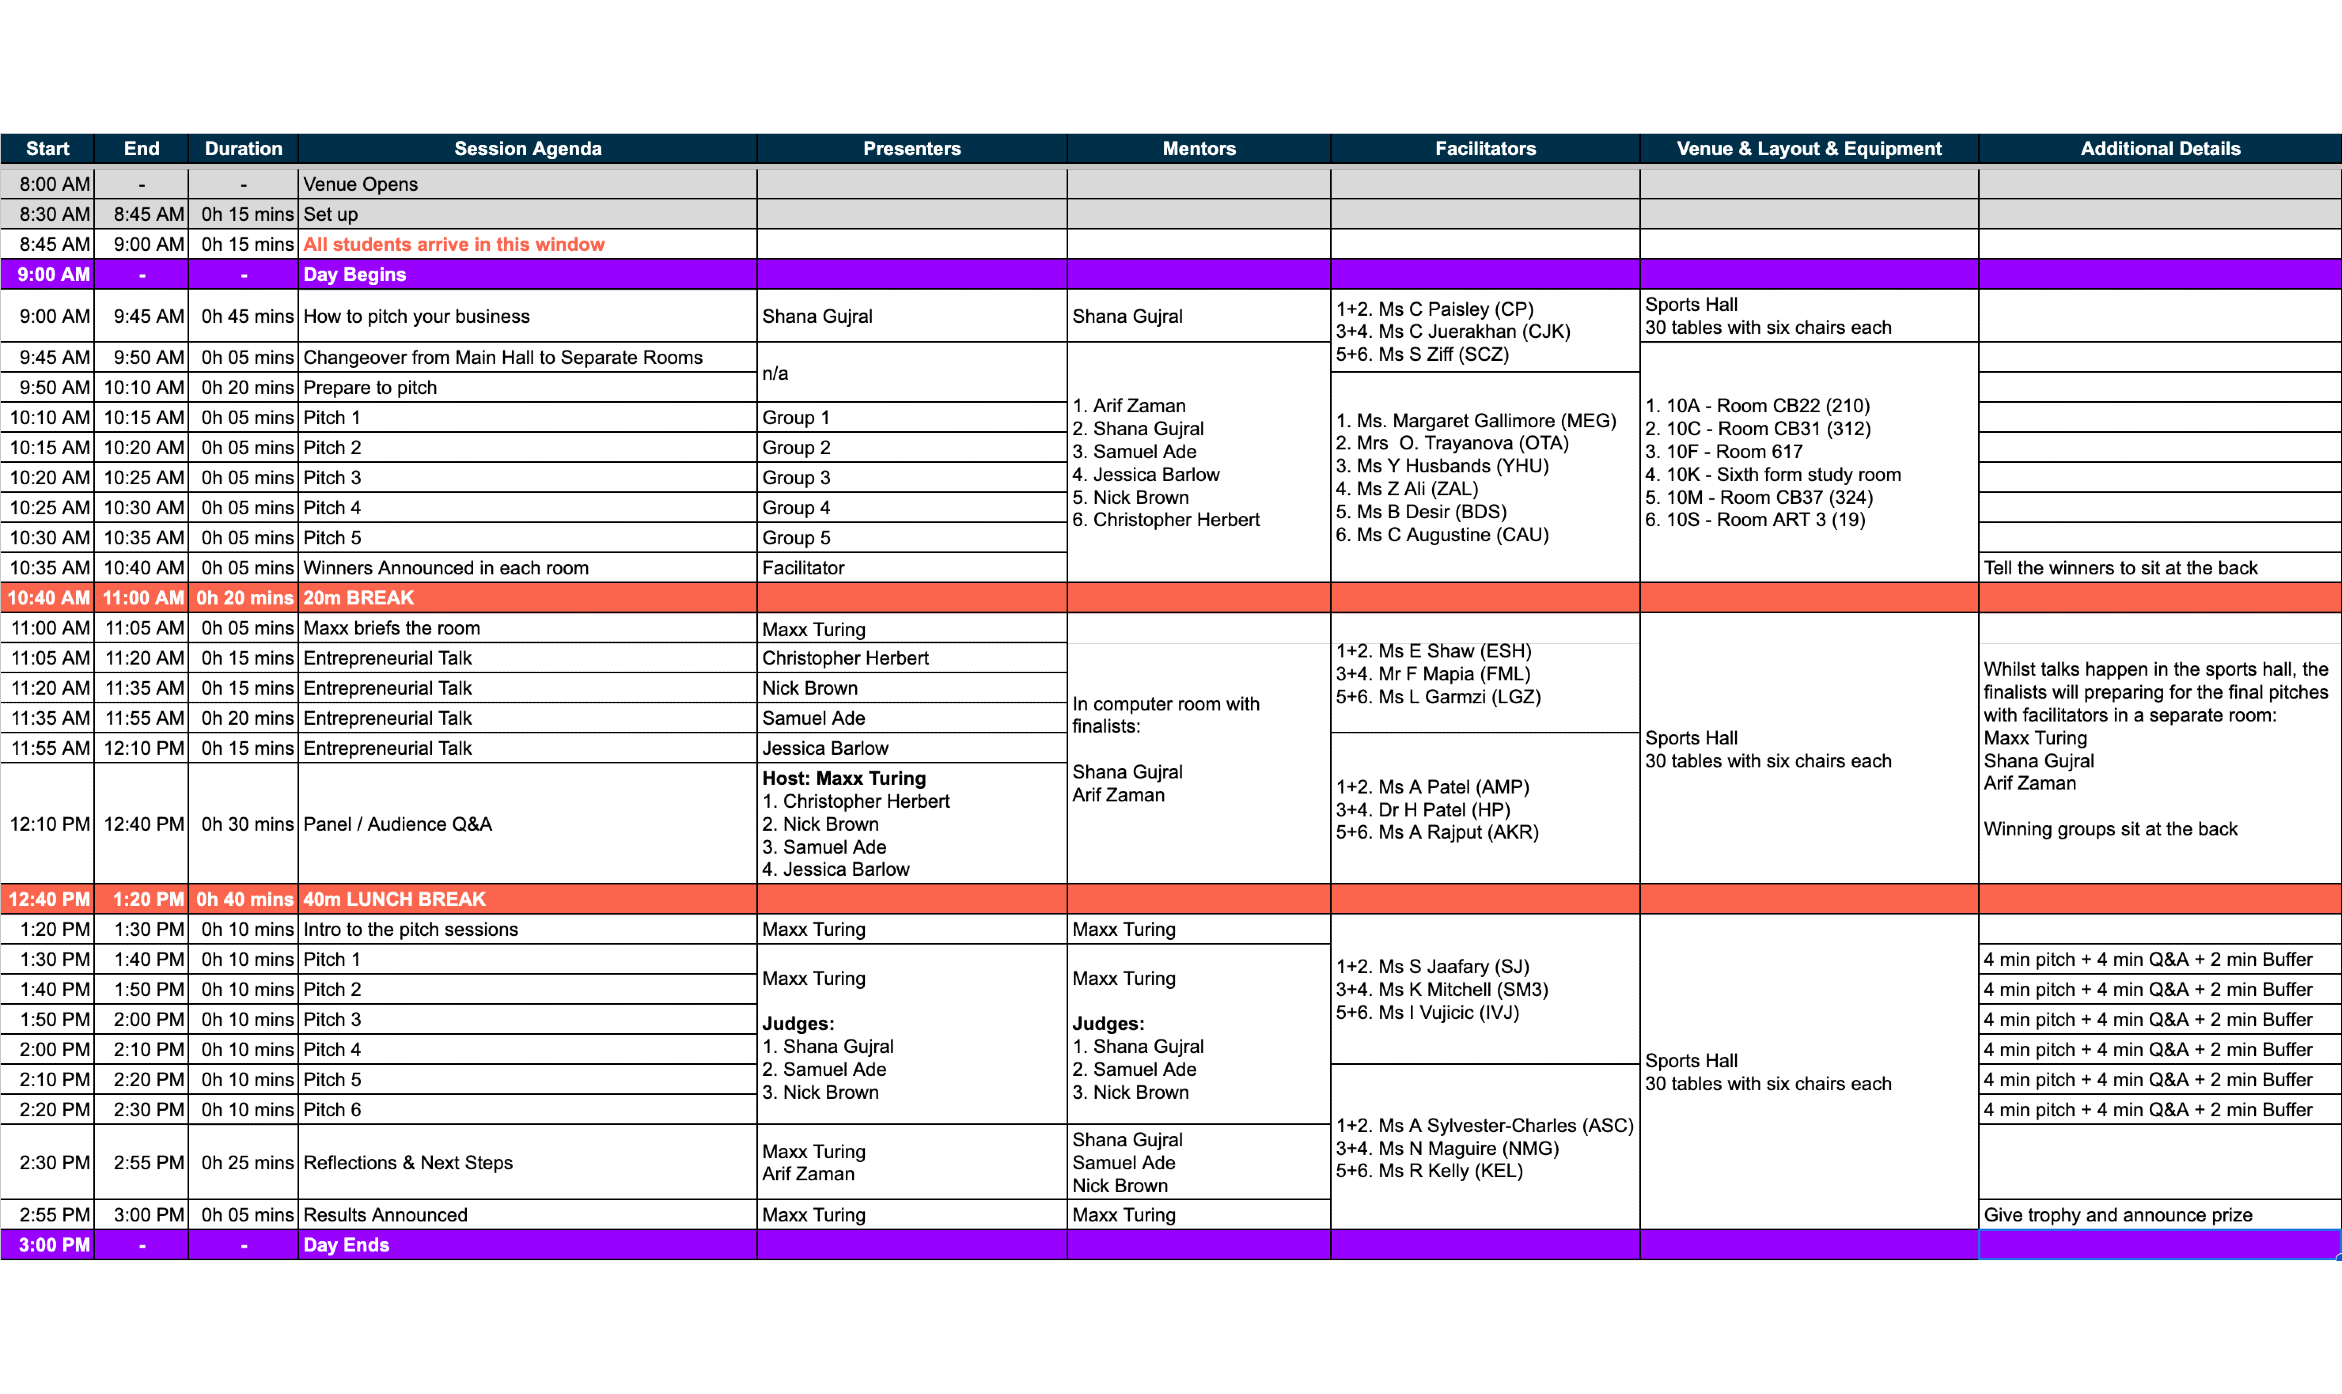 Start End Duration Session Agenda Presenters Mentors Facilitators Venue & Layout & Equipment Additional Details
8:00 AM - - Venue Opens
8:30 AM 8:45 AM 0h 15 mins Set up
8:45 AM 9:00 AM 0h 15 mins All students arrive in this window
9:00 AM - - Day Begins
9:00 AM 9:45 AM 0h 45 mins How to pitch your business Shana Gujral Shana Gujral
1+2. Ms C Paisley (CP)
3+4. Ms C Juerakhan (CJK)
5+6. Ms S Ziff (SCZ)
Sports Hall
30 tables with six chairs each
9:45 AM 9:50 AM 0h 05 mins Changeover from Main Hall to Separate Rooms
n/a
9:50 AM 10:10 AM 0h 20 mins Prepare to pitch
10:10 AM 10:15 AM 0h 05 mins Pitch 1 Group 1
10:15 AM 10:20 AM 0h 05 mins Pitch 2 Group 2
10:20 AM 10:25 AM 0h 05 mins Pitch 3 Group 3
10:25 AM 10:30 AM 0h 05 mins Pitch 4 Group 4
10:30 AM 10:35 AM 0h 05 mins Pitch 5 Group 5
10:35 AM 10:40 AM 0h 05 mins Winners Announced in each room Facilitator
1. Arif Zaman
2. Shana Gujral
3. Samuel Ade
4. Jessica Barlow
5. Nick Brown
6. Christopher Herbert
1. Ms. Margaret Gallimore (MEG)
2. Mrs O. Trayanova (OTA)
3. Ms Y Husbands (YHU)
4. Ms Z Ali (ZAL)
5. Ms B Desir (BDS)
6. Ms C Augustine (CAU)
1. 10A - Room CB22 (210)
2. 10C - Room CB31 (312)
3. 10F - Room 617
4. 10K - Sixth form study room
5. 10M - Room CB37 (324)
6. 10S - Room ART 3 (19)
Tell the winners to sit at the back
10:40 AM 11:00 AM 0h 20 mins 20m BREAK
11:00 AM 11:05 AM 0h 05 mins Maxx briefs the room Maxx Turing
11:05 AM 11:20 AM 0h 15 mins Entrepreneurial Talk Christopher Herbert
11:20 AM 11:35 AM 0h 15 mins Entrepreneurial Talk Nick Brown
11:35 AM 11:55 AM 0h 20 mins Entrepreneurial Talk Samuel Ade
11:55 AM 12:10 PM 0h 15 mins Entrepreneurial Talk Jessica Barlow
12:10 PM 12:40 PM 0h 30 mins Panel / Audience Q&A
Host: Maxx Turing
1. Christopher Herbert
2. Nick Brown
3. Samuel Ade
4. Jessica Barlow
In computer room with
finalists:
Shana Gujral
Arif Zaman
1+2. Ms E Shaw (ESH)
3+4. Mr F Mapia (FML)
5+6. Ms L Garmzi (LGZ)
1+2. Ms A Patel (AMP)
3+4. Dr H Patel (HP)
5+6. Ms A Rajput (AKR)
Sports Hall
30 tables with six chairs each
Whilst talks happen in the sports hall, the
finalists will preparing for the final pitches
with facilitators in a separate room:
Maxx Turing
Shana Gujral
Arif Zaman
Winning groups sit at the back
12:40 PM 1:20 PM 0h 40 mins 40m LUNCH BREAK
1:20 PM 1:30 PM 0h 10 mins Intro to the pitch sessions Maxx Turing Maxx Turing
1:30 PM 1:40 PM 0h 10 mins Pitch 1 4 min pitch + 4 min Q&A + 2 min Buffer
1:40 PM 1:50 PM 0h 10 mins Pitch 2 4 min pitch + 4 min Q&A + 2 min Buffer
1:50 PM 2:00 PM 0h 10 mins Pitch 3 4 min pitch + 4 min Q&A + 2 min Buffer
2:00 PM 2:10 PM 0h 10 mins Pitch 4 4 min pitch + 4 min Q&A + 2 min Buffer
2:10 PM 2:20 PM 0h 10 mins Pitch 5 4 min pitch + 4 min Q&A + 2 min Buffer
2:20 PM 2:30 PM 0h 10 mins Pitch 6 4 min pitch + 4 min Q&A + 2 min Buffer
Maxx Turing
Judges:
1. Shana Gujral
2. Samuel Ade
3. Nick Brown
Maxx Turing
Judges:
1. Shana Gujral
2. Samuel Ade
3. Nick Brown
1+2. Ms S Jaafary (SJ)
3+4. Ms K Mitchell (SM3)
5+6. Ms I Vujicic (IVJ)
Sports Hall
30 tables with six chairs each
2:30 PM 2:55 PM 0h 25 mins Reflections & Next Steps
Maxx Turing
Arif Zaman
Shana Gujral
Samuel Ade
Nick Brown
1+2. Ms A Sylvester-Charles (ASC)
3+4. Ms N Maguire (NMG)
5+6. Ms R Kelly (KEL)
2:55 PM 3:00 PM 0h 05 mins Results Announced Maxx Turing Maxx Turing Give trophy and announce prize
3:00 PM - - Day Ends